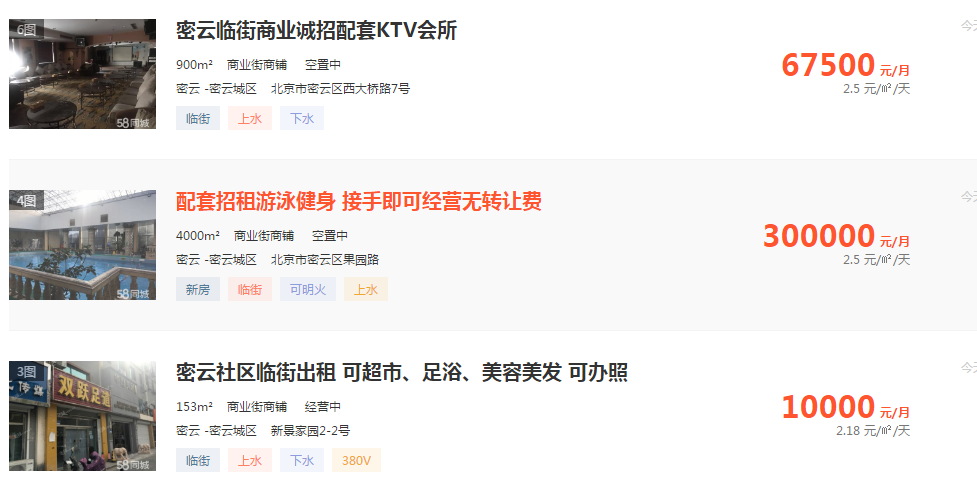 6图
密云临街商业诚招配套KTV会所
今天
900m² 商业街商铺 空置中
67500 元/月
密云 -密云城区 北京市密云区西大桥路7号
2.5 元/㎡/天
临街 上水 下水
58同城
4图
配套招租游泳健身 接手即可经营无转让费
4000m² 商业街商铺 空置中
300000 元/月
密云 -密云城区 北京市密云区果园路
2.5 元/㎡/天
新房 临街 可明火 上水
58同城
3图
密云社区临街出租 可超市、足浴、美容美发 可办照
双跃足道
153m² 商业街商铺 经营中
10000 元/月
密云 -密云城区 新景家园2-2号
2.18 元/㎡/天
临街 上水 下水 380V
58同城